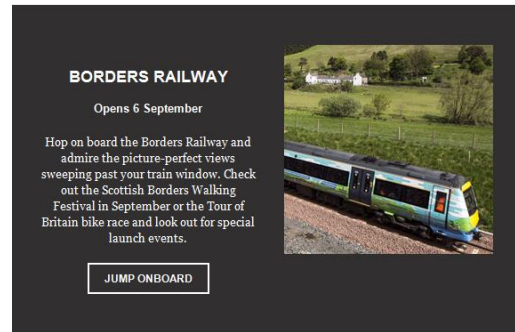 BORDERS RAILWAY
Opens 6 September
Hop on board the Borders Railway and
admire the picture-perfect views
sweeping past your train window. Check
out the Scottish Borders Walking
Festival in September or the Tour of
Britain bike race and look out for special
launch events.
JUMP ONBOARD